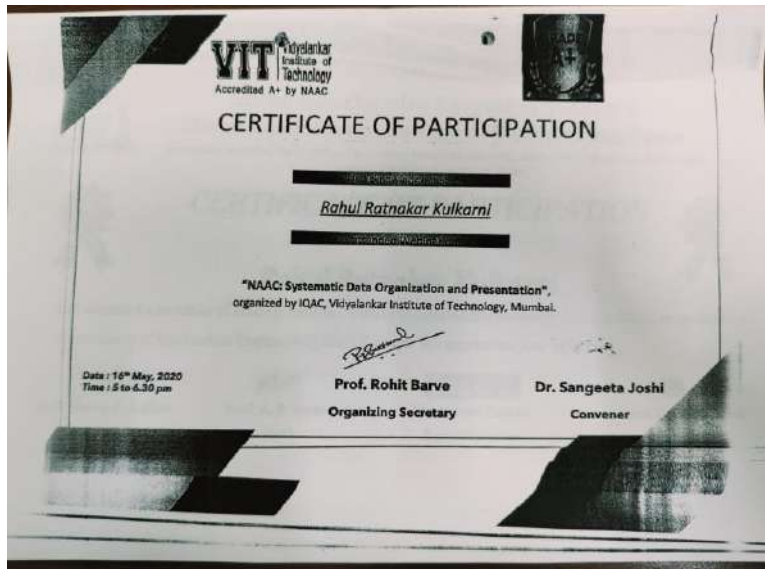 VIT
Vidyalankar
Institute of
Technology
Accredited A+ by NAAC
GRADE
A+
CERTIFICATE OF PARTICIPATION
Rahul Ratnakar Kulkarni
"NAAC: Systematic Data Organization and Presentation",
organized by IQAC, Vidyalankar Institute of Technology, Mumbai.
Date : 16th May, 2020
Time : 5 to 6.30 pm
Prof. Rohit Barve
Organizing Secretary
Dr. Sangeeta Joshi
Convener